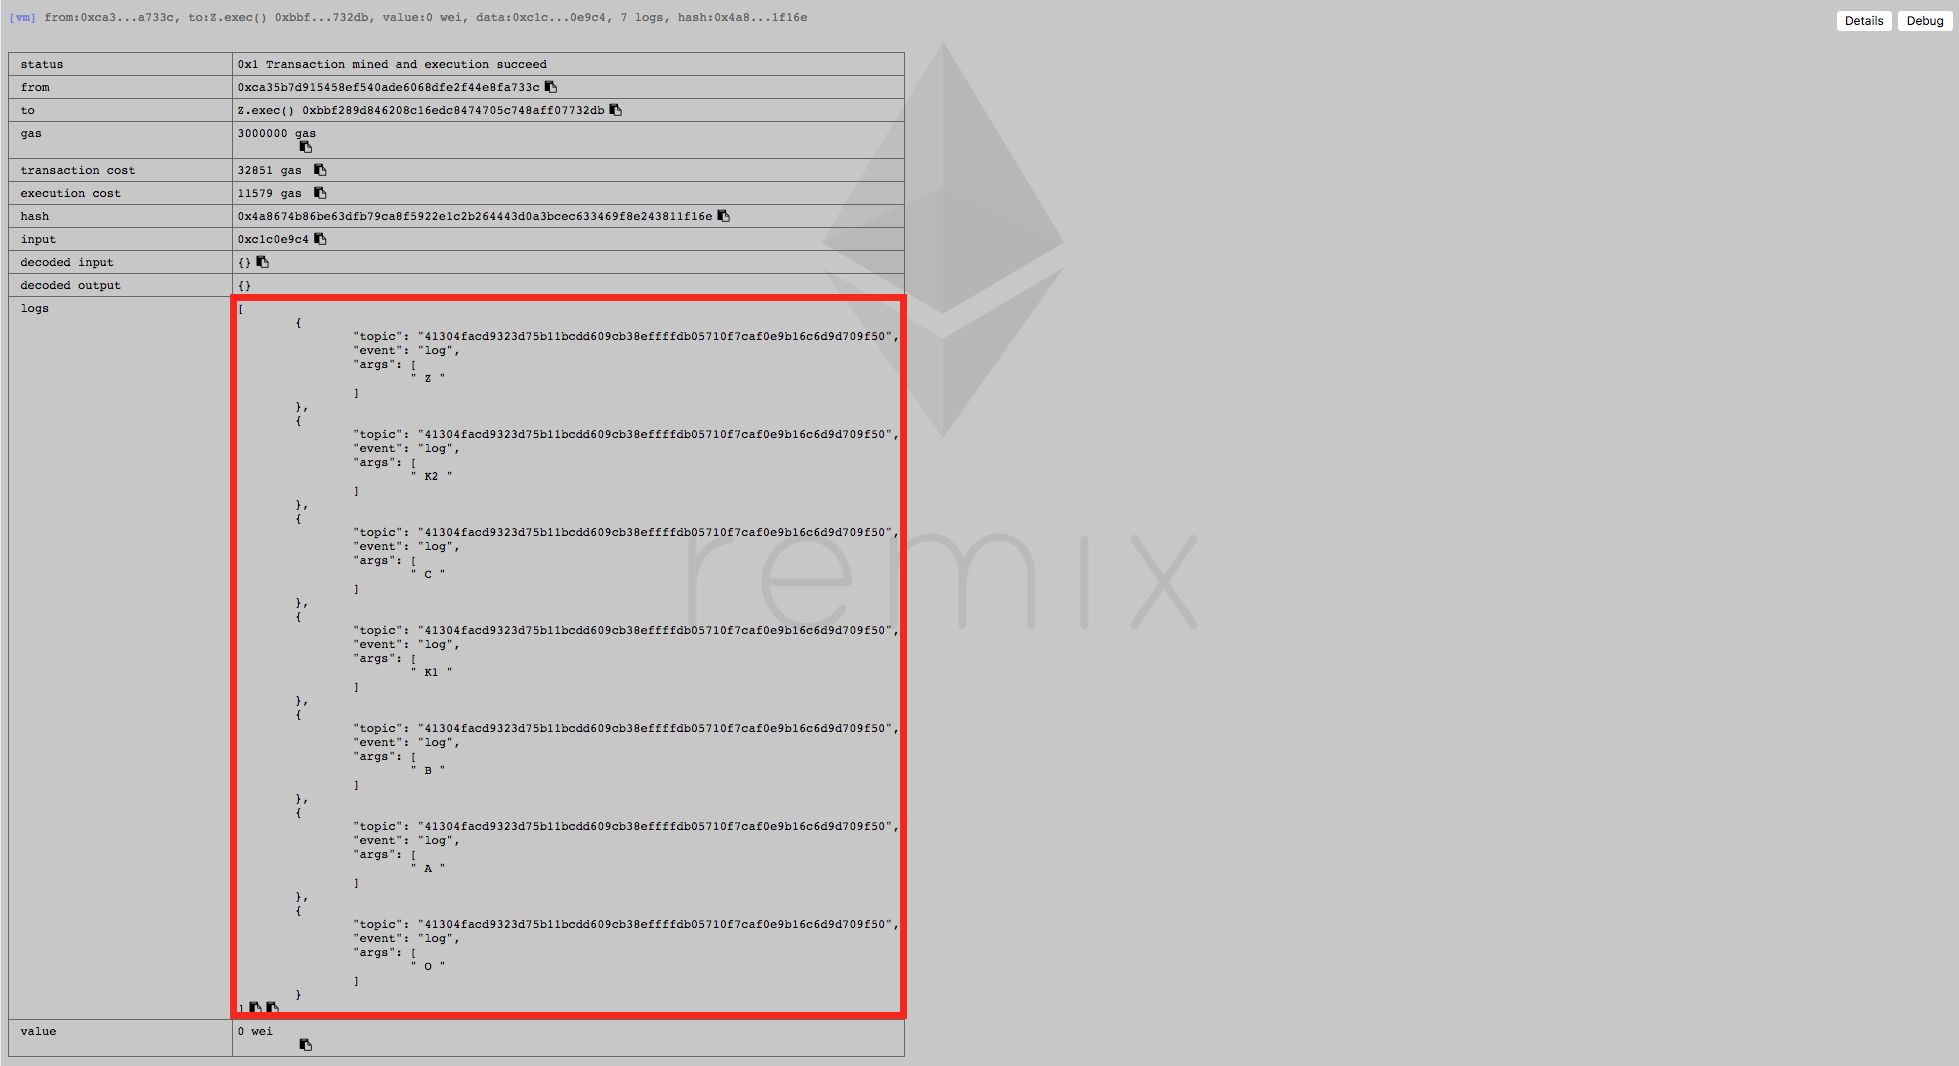 [vm] from:0xca3...a733c, to:Z.exec() 0xbbf...732db, value:0 wei, data:0xc1c...0e9c4, 7 logs, hash:0x4a8...1f16e
Details Debug
status 0x1 Transaction mined and execution succeed
from 0xca35b7d915458ef540ade6068dfe2f44e8fa733c
to Z.exec() 0xbbf289d846208c16edc8474705c748aff07732db
gas 3000000 gas
transaction cost 32851 gas
execution cost 11579 gas
hash 0x4a8674b86be63dfb79ca8f5922e1c2b264443d0a3bcec633469f8e243811f16e
input 0xc1c0e9c4
decoded input {}
decoded output {}
logs [
{
"topic": "41304facd9323d75b11bcdd609cb38effffdb05710f7caf0e9b16c6d9d709f50",
"event": "log",
"args": [
" Z "
]
},
{
"topic": "41304facd9323d75b11bcdd609cb38effffdb05710f7caf0e9b16c6d9d709f50",
"event": "log",
"args": [
" K2 "
]
},
{
"topic": "41304facd9323d75b11bcdd609cb38effffdb05710f7caf0e9b16c6d9d709f50",
"event": "log",
"args": [
" C "
]
},
{
"topic": "41304facd9323d75b11bcdd609cb38effffdb05710f7caf0e9b16c6d9d709f50",
"event": "log",
"args": [
" K1 "
]
},
{
"topic": "41304facd9323d75b11bcdd609cb38effffdb05710f7caf0e9b16c6d9d709f50",
"event": "log",
"args": [
" B "
]
},
{
"topic": "41304facd9323d75b11bcdd609cb38effffdb05710f7caf0e9b16c6d9d709f50",
"event": "log",
"args": [
" A "
]
},
{
"topic": "41304facd9323d75b11bcdd609cb38effffdb05710f7caf0e9b16c6d9d709f50",
"event": "log",
"args": [
" O "
]
}
]
value 0 wei
remix